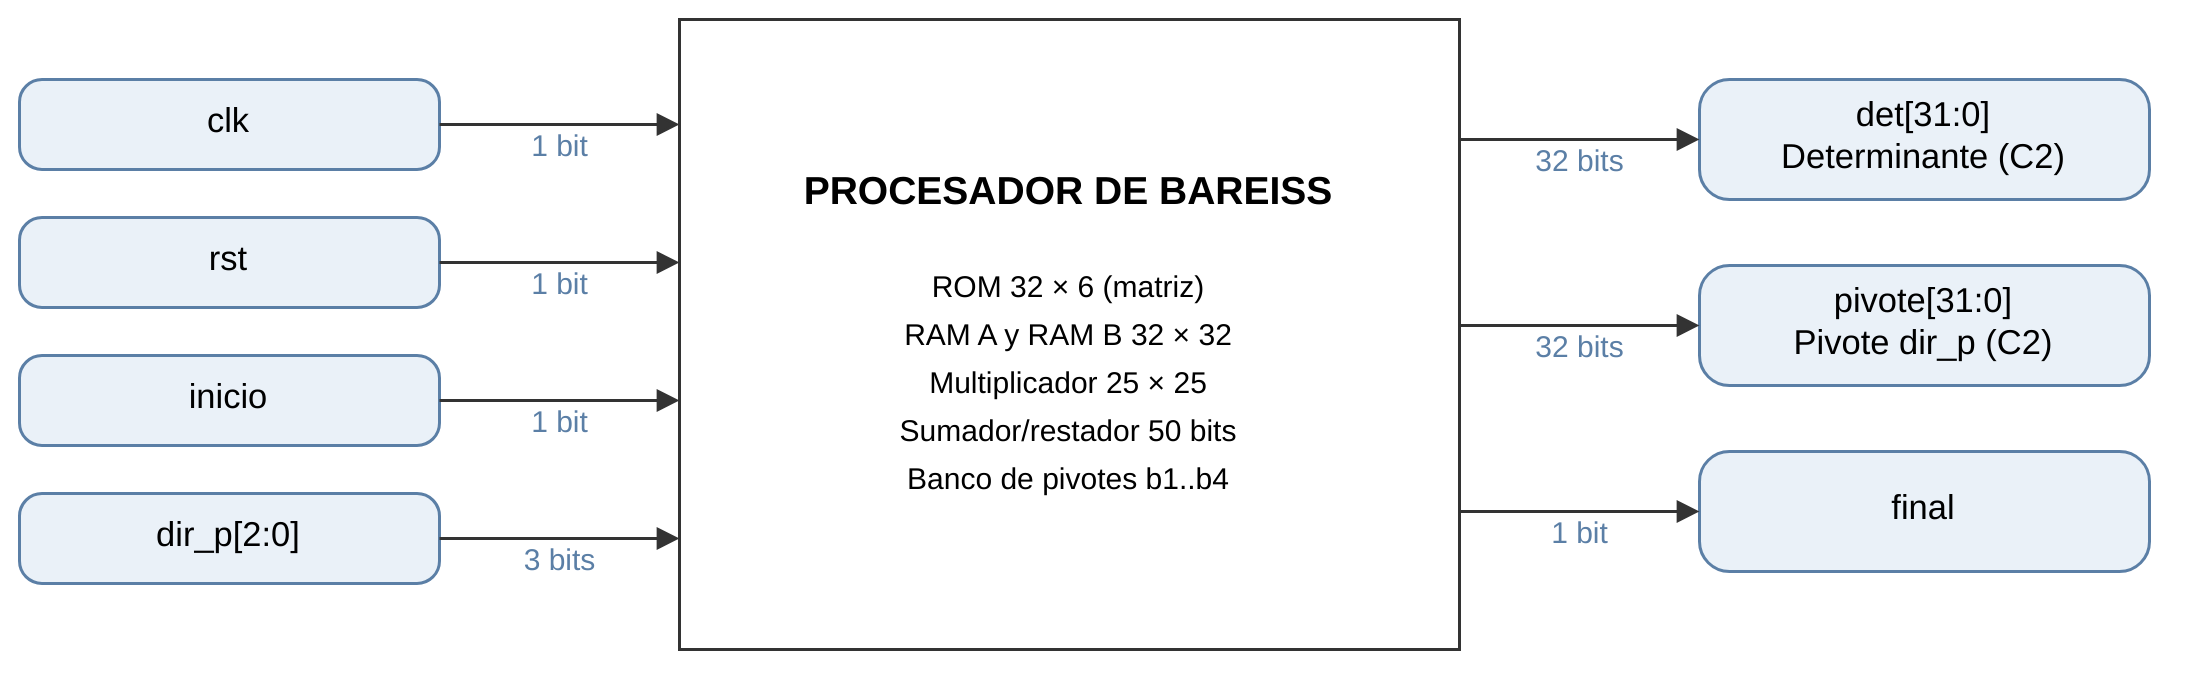 clk
1 bit
rst
1 bit
inicio
1 bit
dir_p[2:0]
3 bits
PROCESADOR DE BAREISS
ROM 32 × 6 (matriz)
RAM A y RAM B 32 × 32
Multiplicador 25 × 25
Sumador/restador 50 bits
Banco de pivotes b1..b4
32 bits
det[31:0]
Determinante (C2)
32 bits
pivote[31:0]
Pivote dir_p (C2)
1 bit
final